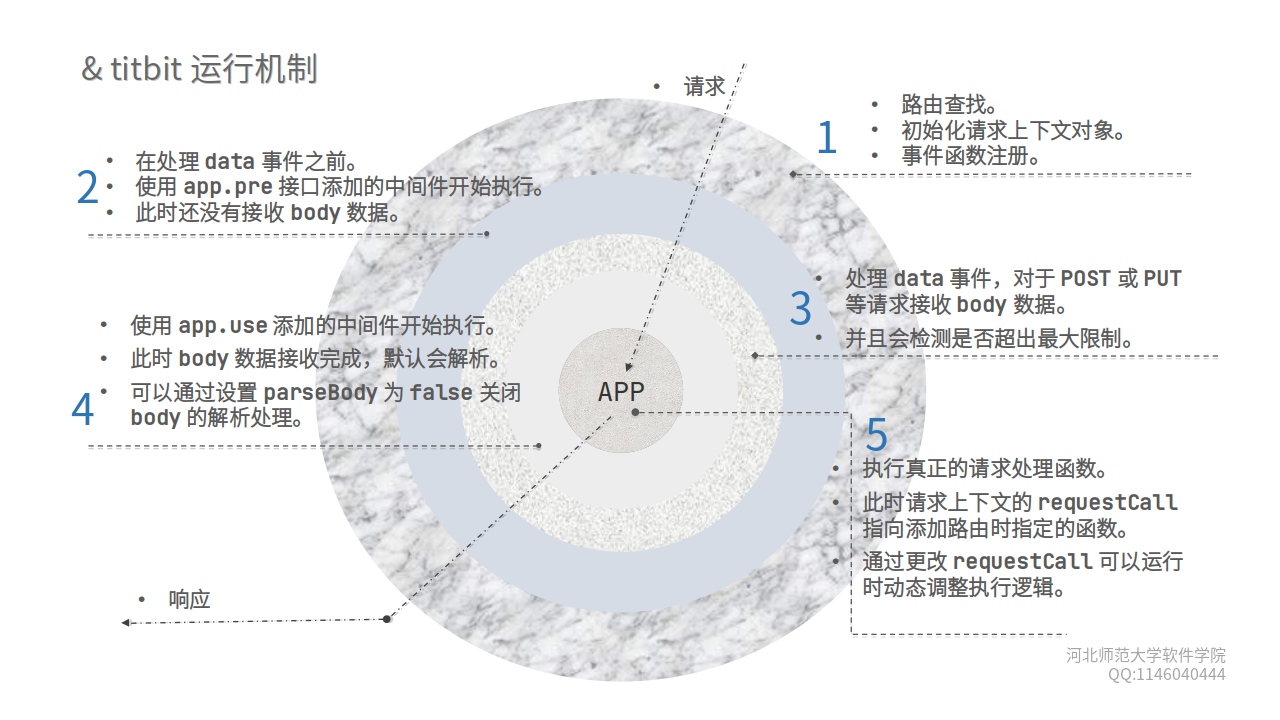 & titbit 运行机制
• 请求
1
• 路由查找。
• 初始化请求上下文对象。
• 事件函数注册。
2
• 在处理 data 事件之前。
• 使用 app.pre 接口添加的中间件开始执行。
• 此时还没有接收 body 数据。
3
• 处理 data 事件，对于 POST 或 PUT
等请求接收 body 数据。
• 并且会检测是否超出最大限制。
4
• 使用 app.use 添加的中间件开始执行。
• 此时 body 数据接收完成，默认会解析。
• 可以通过设置 parseBody 为 false 关闭
body 的解析处理。
APP
5
• 执行真正的请求处理函数。
• 此时请求上下文的 requestCall
指向添加路由时指定的函数。
• 通过更改 requestCall 可以运行
时动态调整执行逻辑。
• 响应
河北师范大学软件学院
QQ:1146040444